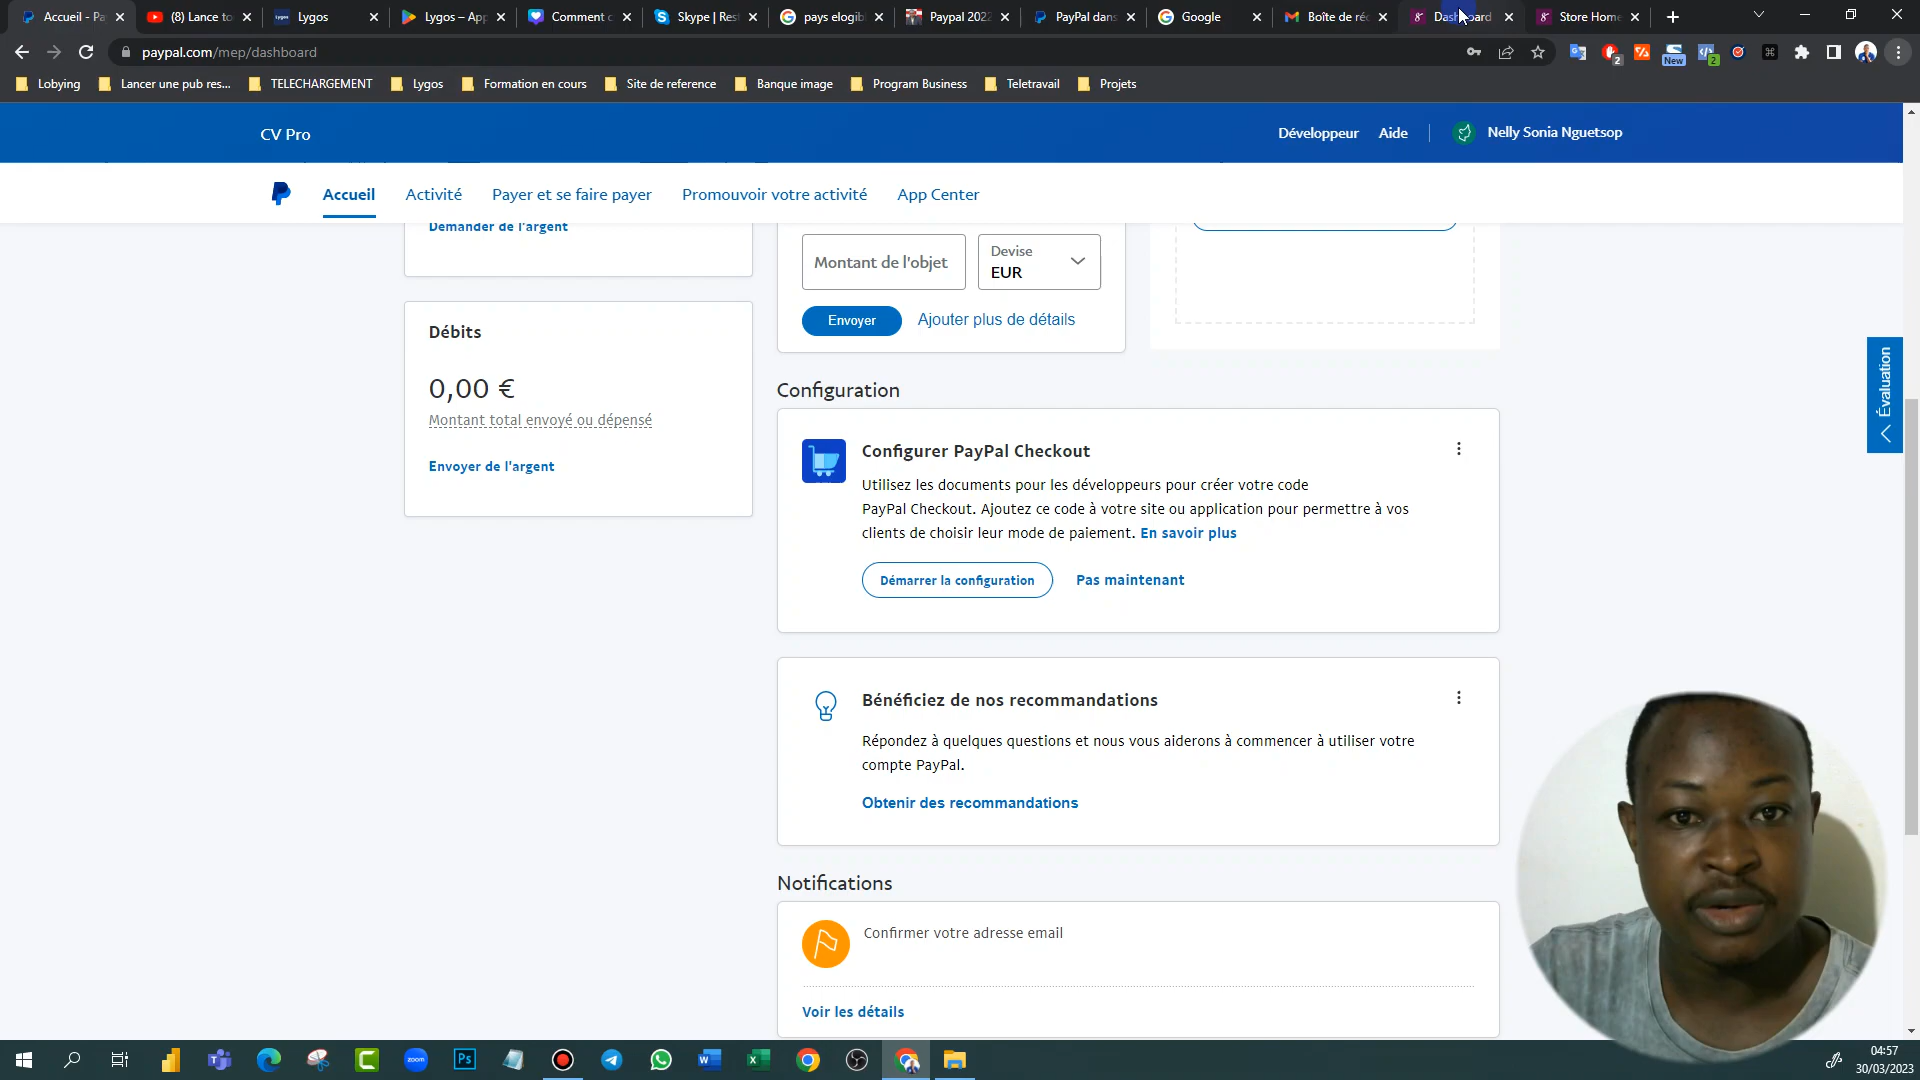 Accueil - Pa
(8) Lance to
Lygos
Lygos – App
Comment c
Skype | Res
pays elogib
Paypal 2022
PayPal dans
Google
Boîte de réc
Dashboard
Store Home
paypal.com/mep/dashboard
2
New
2
Lobying
Lancer une pub res...
TELECHARGEMENT
Lygos
Formation en cours
Site de reference
Banque image
Program Business
Teletravail
Projets
CV Pro
Développeur
Aide
Nelly Sonia Nguetsop
Accueil
Activité
Payer et se faire payer
Promouvoir votre activité
App Center
Demander de l'argent
Montant de l'objet
Devise
EUR
Envoyer
Ajouter plus de détails
Débits
0,00 €
Montant total envoyé ou dépensé
Envoyer de l'argent
Évaluation
Configuration
Configurer PayPal Checkout
Utilisez les documents pour les développeurs pour créer votre code
PayPal Checkout. Ajoutez ce code à votre site ou application pour permettre à vos
clients de choisir leur mode de paiement. En savoir plus
Démarrer la configuration
Pas maintenant
Bénéficiez de nos recommandations
Répondez à quelques questions et nous vous aiderons à commencer à utiliser votre
compte PayPal.
Obtenir des recommandations
Notifications
Confirmer votre adresse email
Voir les détails
zoom
Ps
04:57
30/03/2023